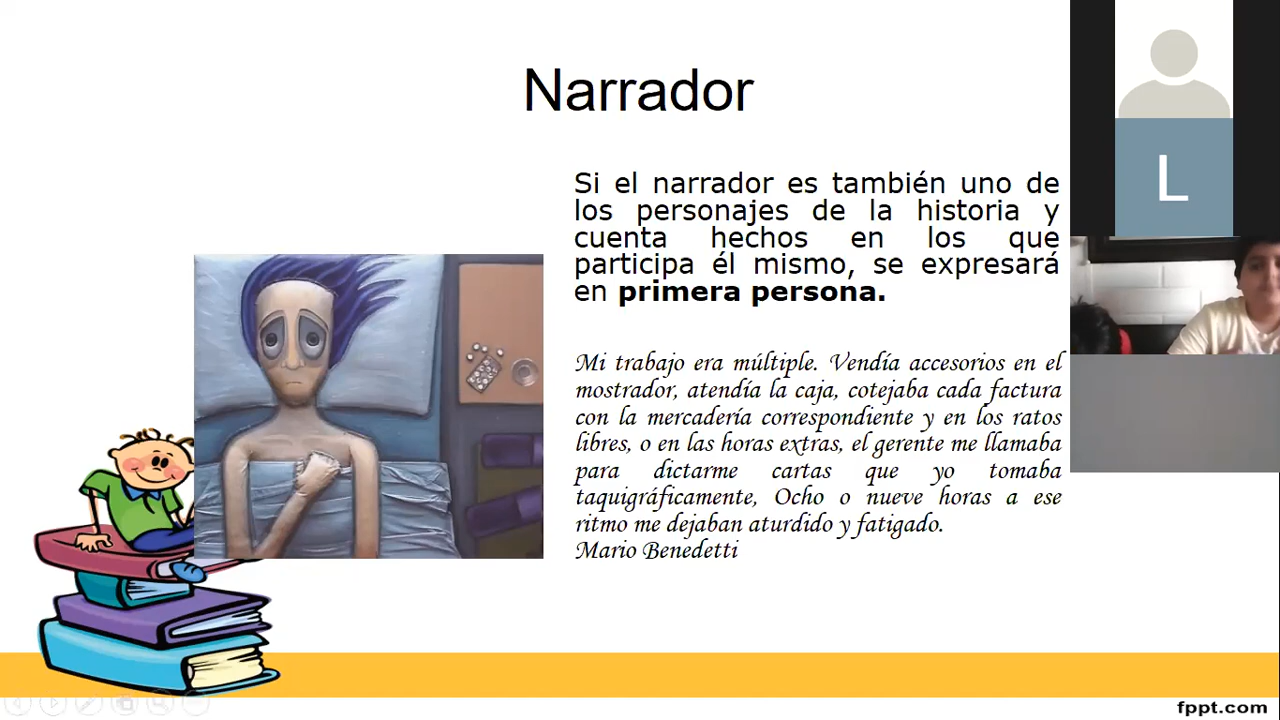 Narrador
Si el narrador es también uno de
los personajes de la historia y
cuenta hechos en los que
participa él mismo, se expresará
en primera persona.
Mi trabajo era múltiple. Vendía accesorios en el
mostrador, atendía la caja, cotejaba cada factura
con la mercadería correspondiente y en los ratos
libres, o en las horas extras, el gerente me llamaba
para dictarme cartas que yo tomaba
taquigráficamente, Ocho o nueve horas a ese
ritmo me dejaban aturdido y fatigado.
Mario Benedetti
L
fppt.com